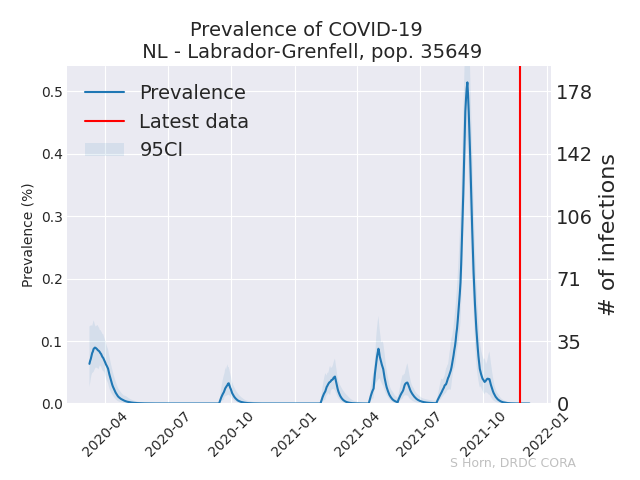 Prevalence of COVID-19
NL - Labrador-Grenfell, pop. 35649
Prevalence
Latest data
95CI
Prevalence (%)
0.5
0.4
0.3
0.2
0.1
0.0
178
142
106
71
35
0
# of infections
2020-04
2020-07
2020-10
2021-01
2021-04
2021-07
2021-10
2022-01
S Horn, DRDC CORA